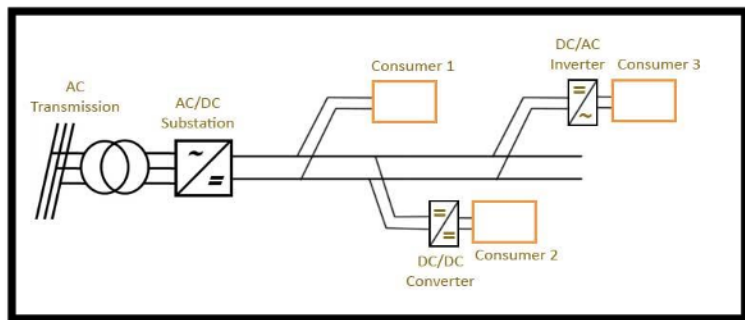 AC
Transmission
AC/DC
Substation
Consumer 1
DC/AC
Inverter
Consumer 3
DC/DC
Converter
Consumer 2